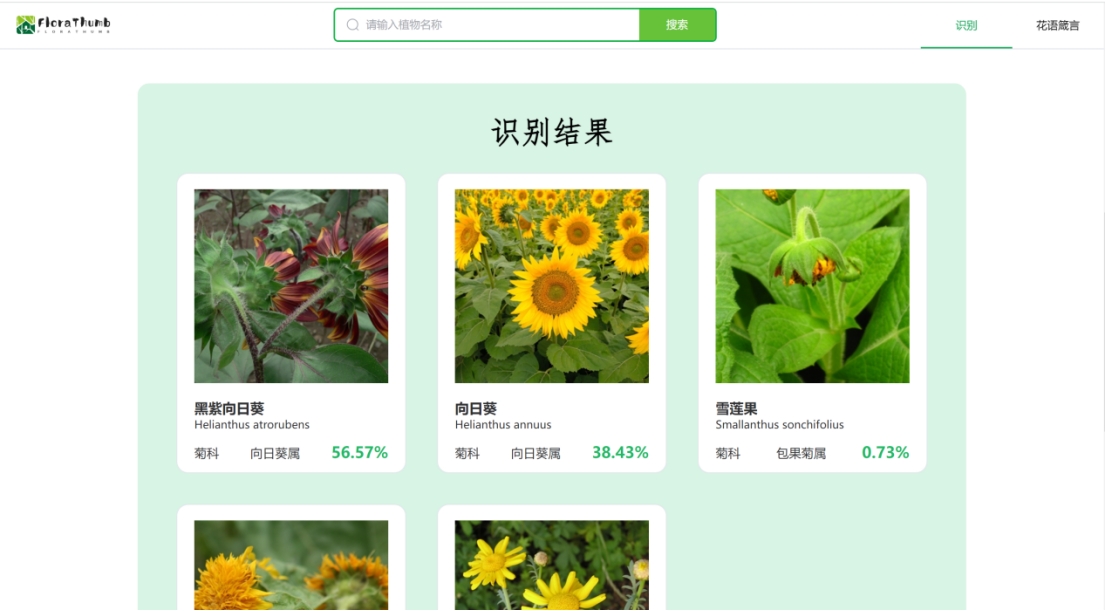 FloraThumb
FLORATHUMB
请输入植物名称
搜索
识别
花语箴言
识别结果
黑紫向日葵
Helianthus atrorubens
菊科 向日葵属 56.57%
向日葵
Helianthus annuus
菊科 向日葵属 38.43%
雪莲果
Smallanthus sonchifolius
菊科 包果菊属 0.73%